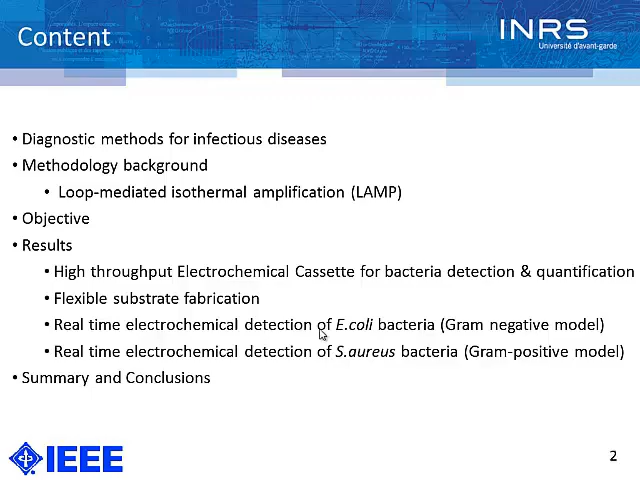 Content
INRS
Université d'avant-garde
• Diagnostic methods for infectious diseases
• Methodology background
• Loop-mediated isothermal amplification (LAMP)
• Objective
• Results
• High throughput Electrochemical Cassette for bacteria detection & quantification
• Flexible substrate fabrication
• Real time electrochemical detection of E.coli bacteria (Gram negative model)
• Real time electrochemical detection of S.aureus bacteria (Gram-positive model)
• Summary and Conclusions
IEEE
2